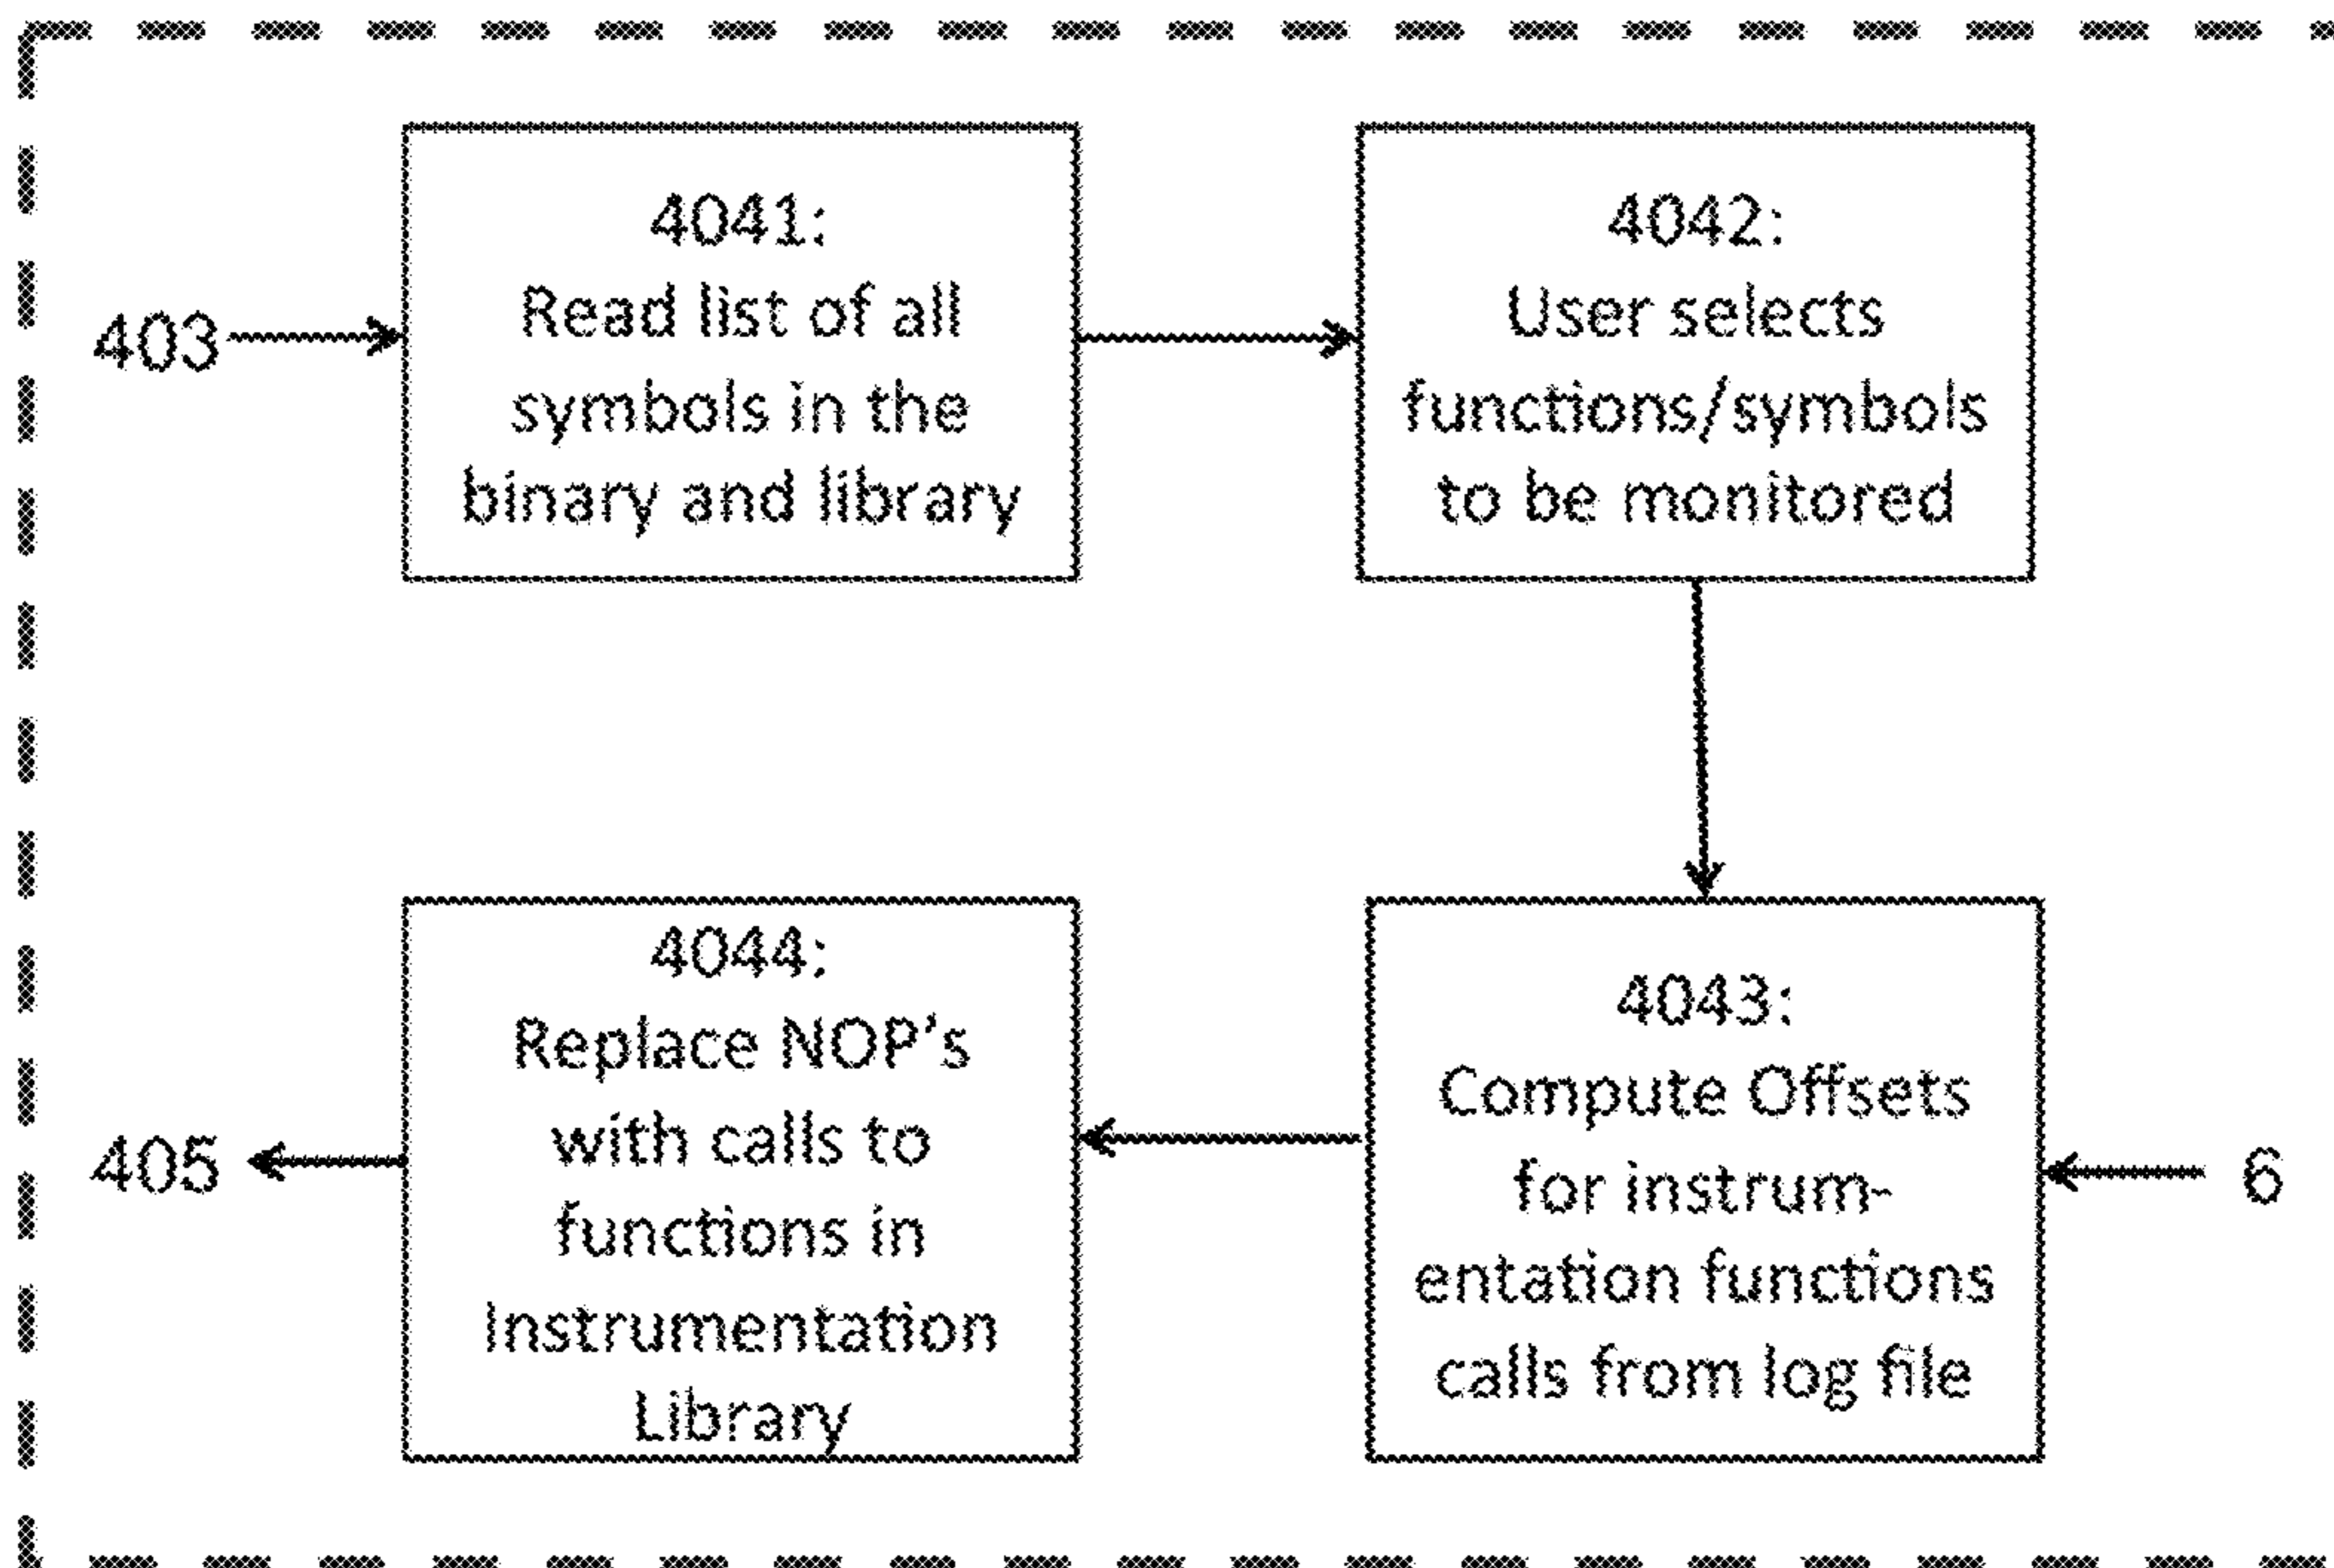 403
4041:
Read list of all
symbols in the
binary and library
4042:
User selects
functions/symbols
to be monitored
4044:
Replace NOP's
with calls to
functions in
Instrumentation
Library
405
4043:
Compute Offsets
for instrum-
entation functions
calls from log file
6